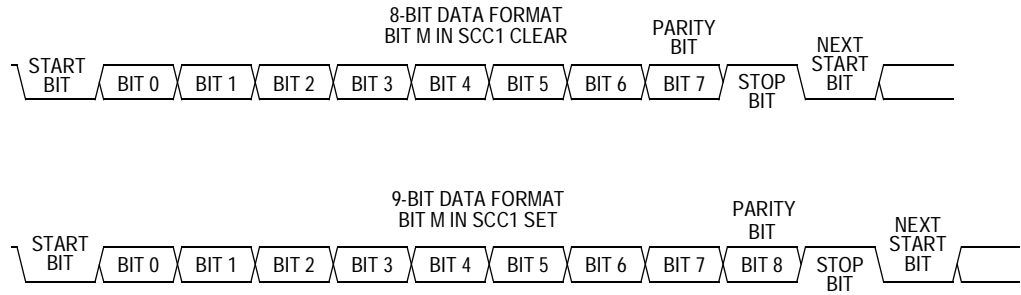 8-BIT DATA FORMAT
BIT M IN SCC1 CLEAR
PARITY
BIT
NEXT
START
BIT
START
BIT
BIT 0
BIT 1
BIT 2
BIT 3
BIT 4
BIT 5
BIT 6
BIT 7
STOP
BIT
9-BIT DATA FORMAT
BIT M IN SCC1 SET
PARITY
BIT
NEXT
START
BIT
START
BIT
BIT 0
BIT 1
BIT 2
BIT 3
BIT 4
BIT 5
BIT 6
BIT 7
BIT 8
STOP
BIT